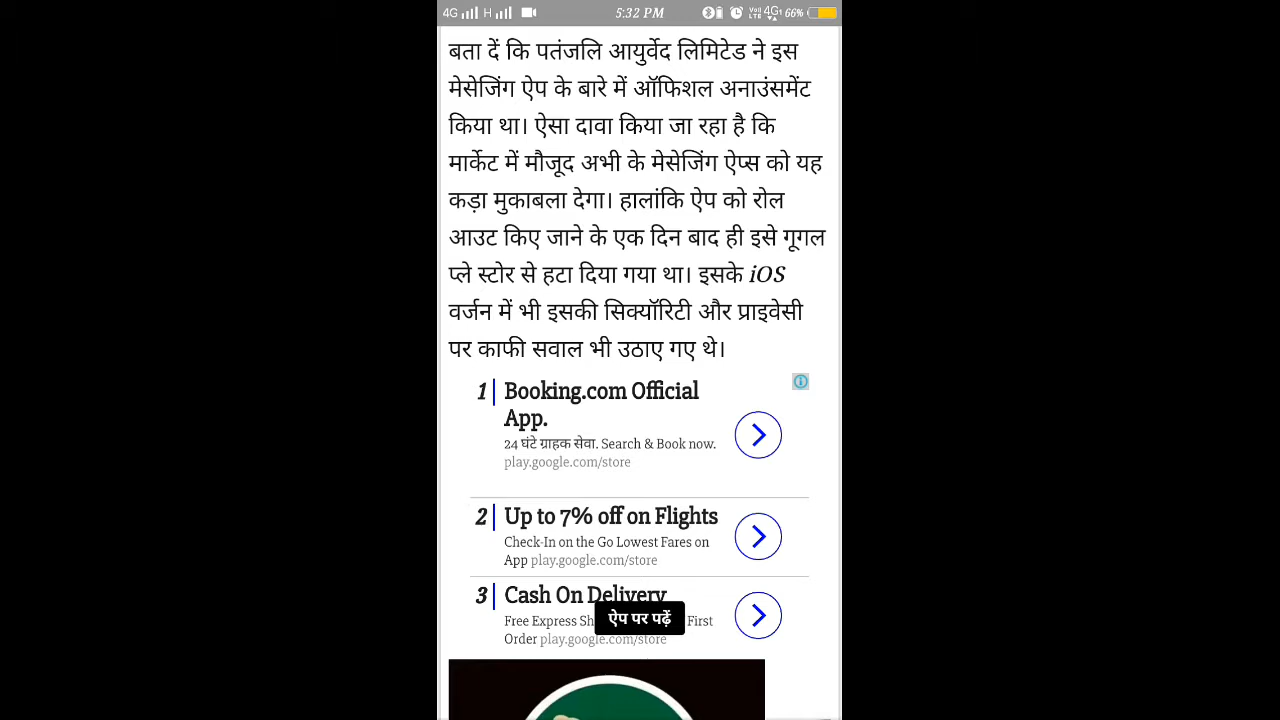 4G H 5:32 PM VoLTE 4G 66%
बता दें कि पतंजलि आयुर्वेद लिमिटेड ने इस
मेसेजिंग ऐप के बारे में ऑफिशल अनाउंसमेंट
किया था। ऐसा दावा किया जा रहा है कि
मार्केट में मौजूद अभी के मेसेजिंग ऐप्स को यह
कड़ा मुकाबला देगा। हालांकि ऐप को रोल
आउट किए जाने के एक दिन बाद ही इसे गूगल
प्ले स्टोर से हटा दिया गया था। इसके iOS
वर्जन में भी इसकी सिक्यॉरिटी और प्राइवेसी
पर काफी सवाल भी उठाए गए थे।
1 Booking.com Official
App.
24 घंटे ग्राहक सेवा. Search & Book now.
play.google.com/store
2 Up to 7% off on Flights
Check-In on the Go Lowest Fares on
App play.google.com/store
3 Cash On Delivery
Free Express First
ऐप पर पढ़ें
Order play.google.com/store